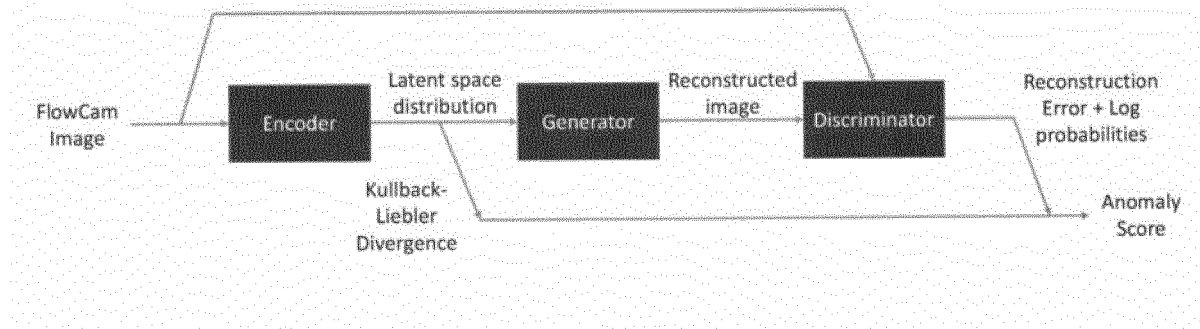 FlowCam
Image
Encoder
Latent space
distribution
Generator
Reconstructed
image
Discriminator
Reconstruction
Error + Log
probabilities
Kullback-
Liebler
Divergence
Anomaly
Score